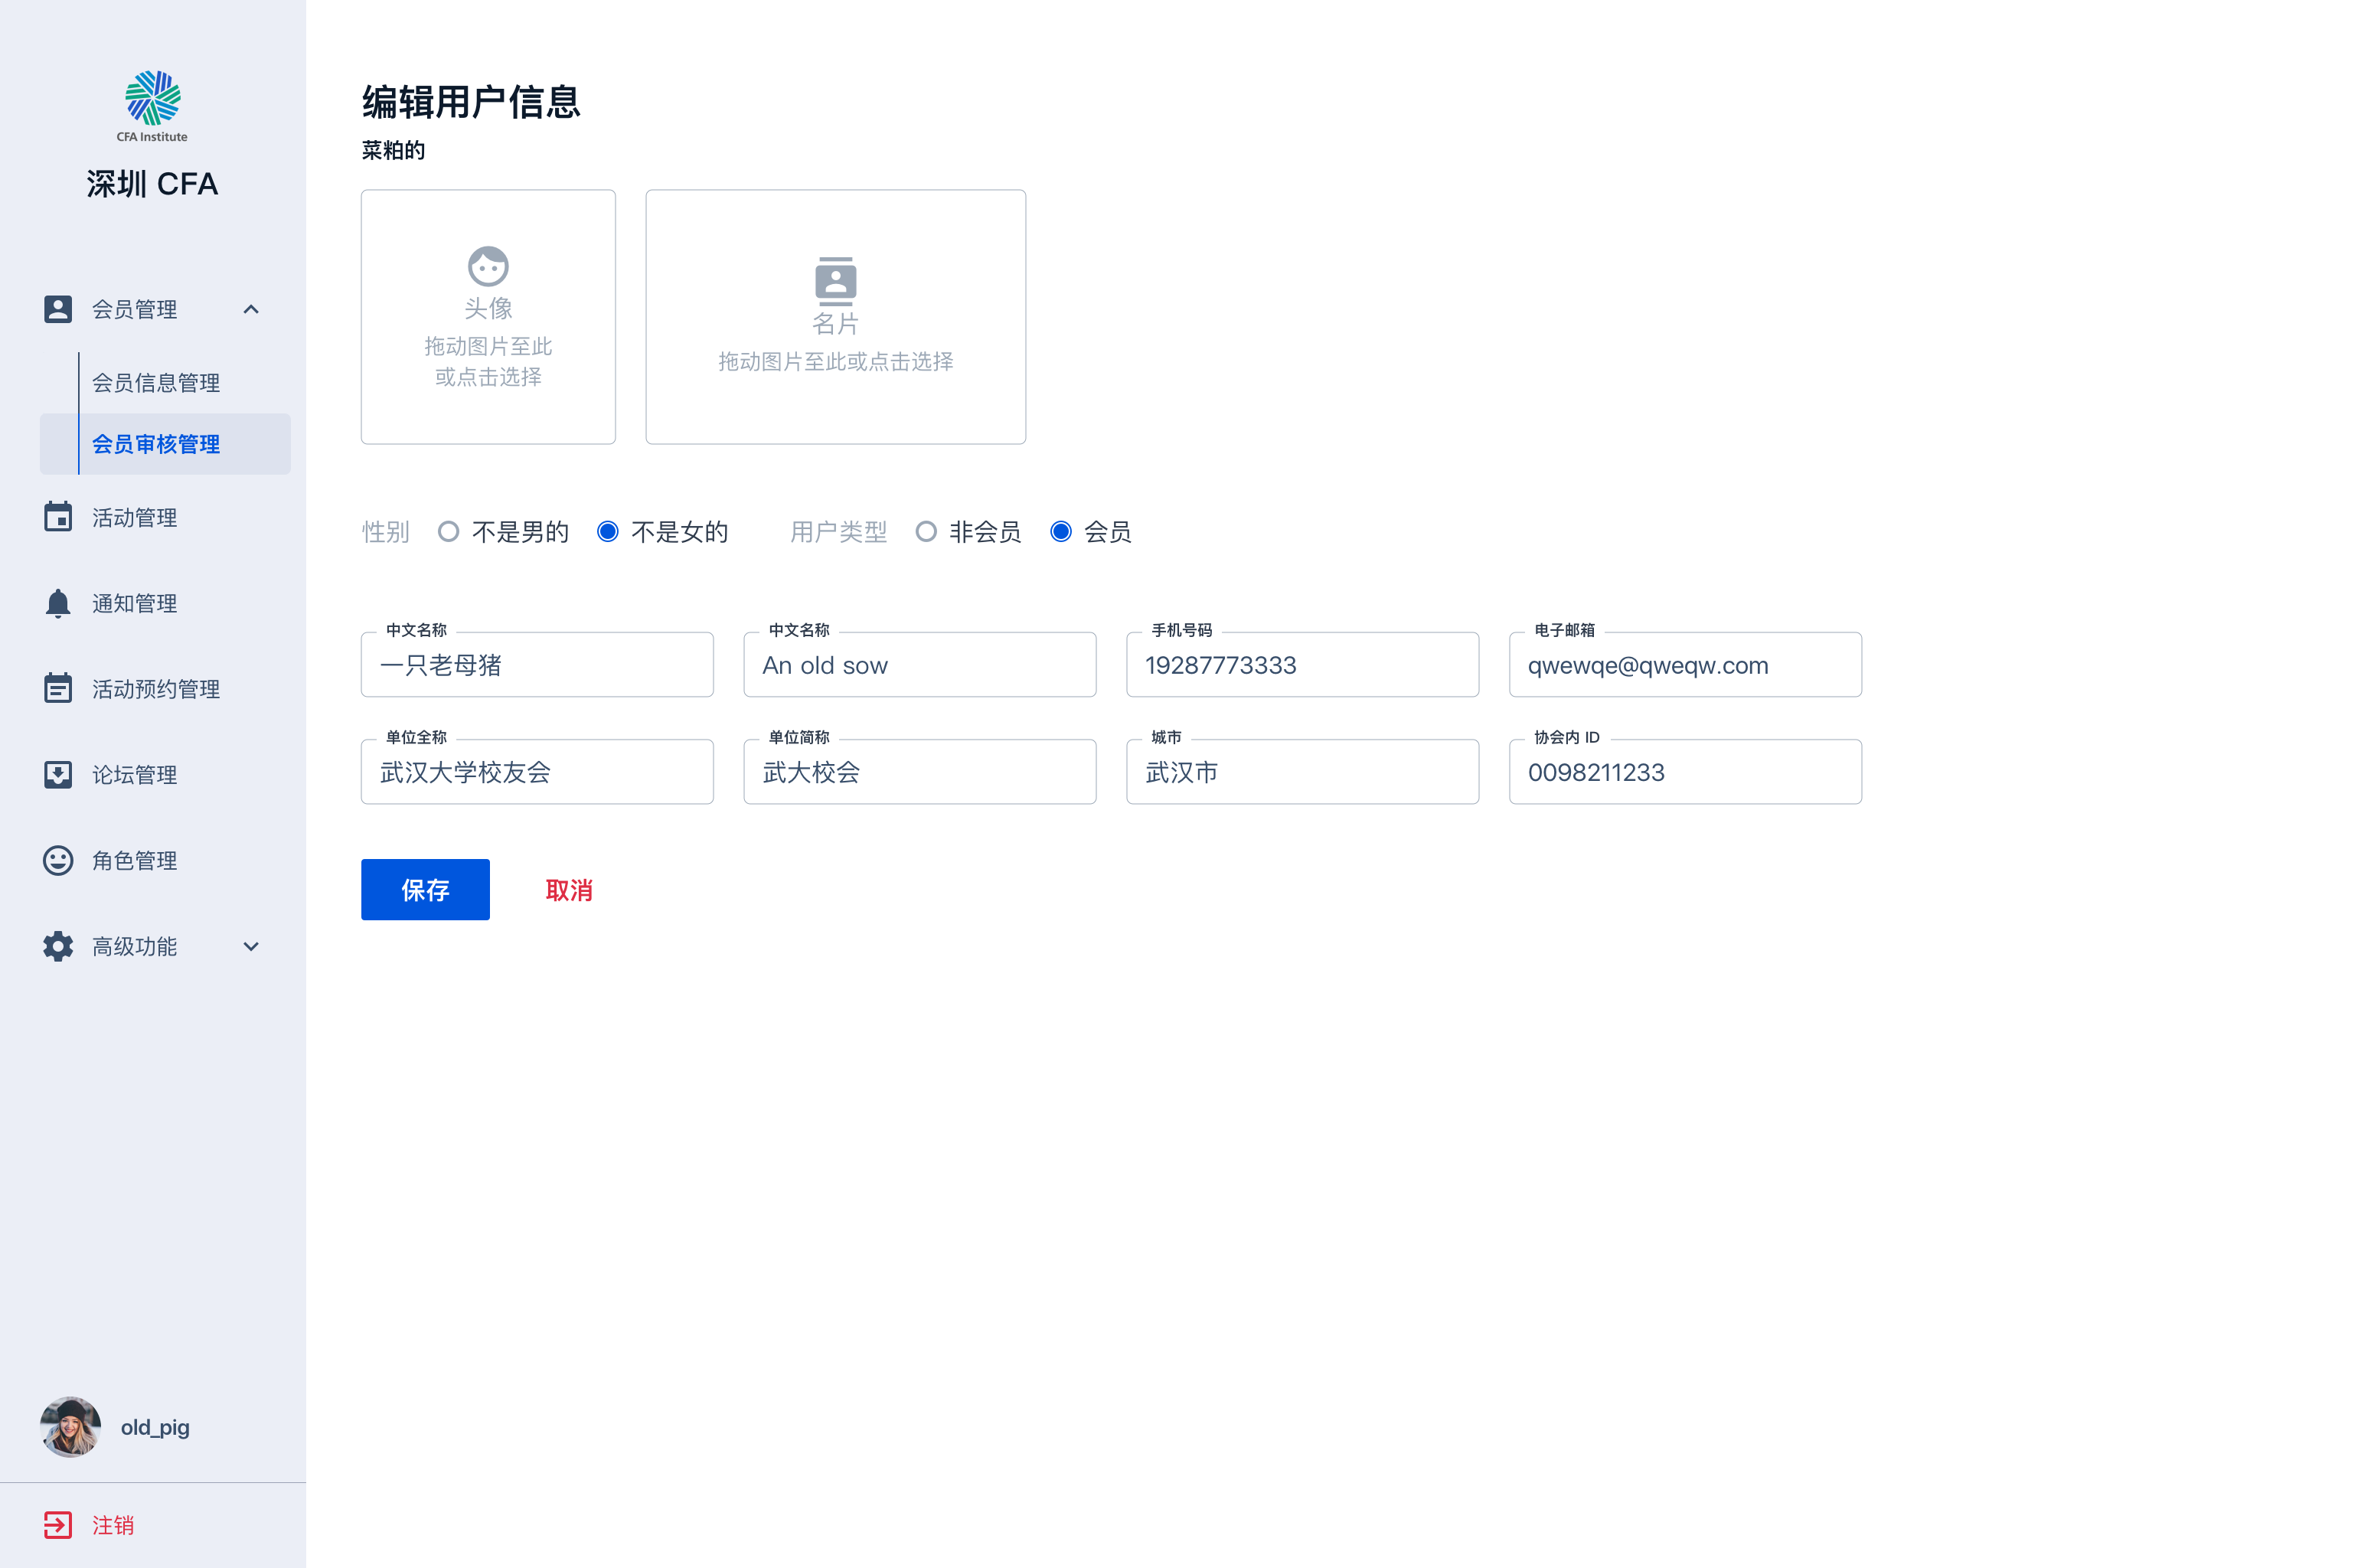 CFA Institute
深圳 CFA
会员管理
会员信息管理
会员审核管理
活动管理
通知管理
活动预约管理
论坛管理
角色管理
高级功能
old_pig
注销
编辑用户信息
菜粕的
头像
拖动图片至此
或点击选择
名片
拖动图片至此或点击选择
性别 不是男的 不是女的 用户类型 非会员 会员
中文名称
一只老母猪
中文名称
An old sow
手机号码
19287773333
电子邮箱
qwewqe@qweqw.com
单位全称
武汉大学校友会
单位简称
武大校会
城市
武汉市
协会内 ID
0098211233
保存
取消